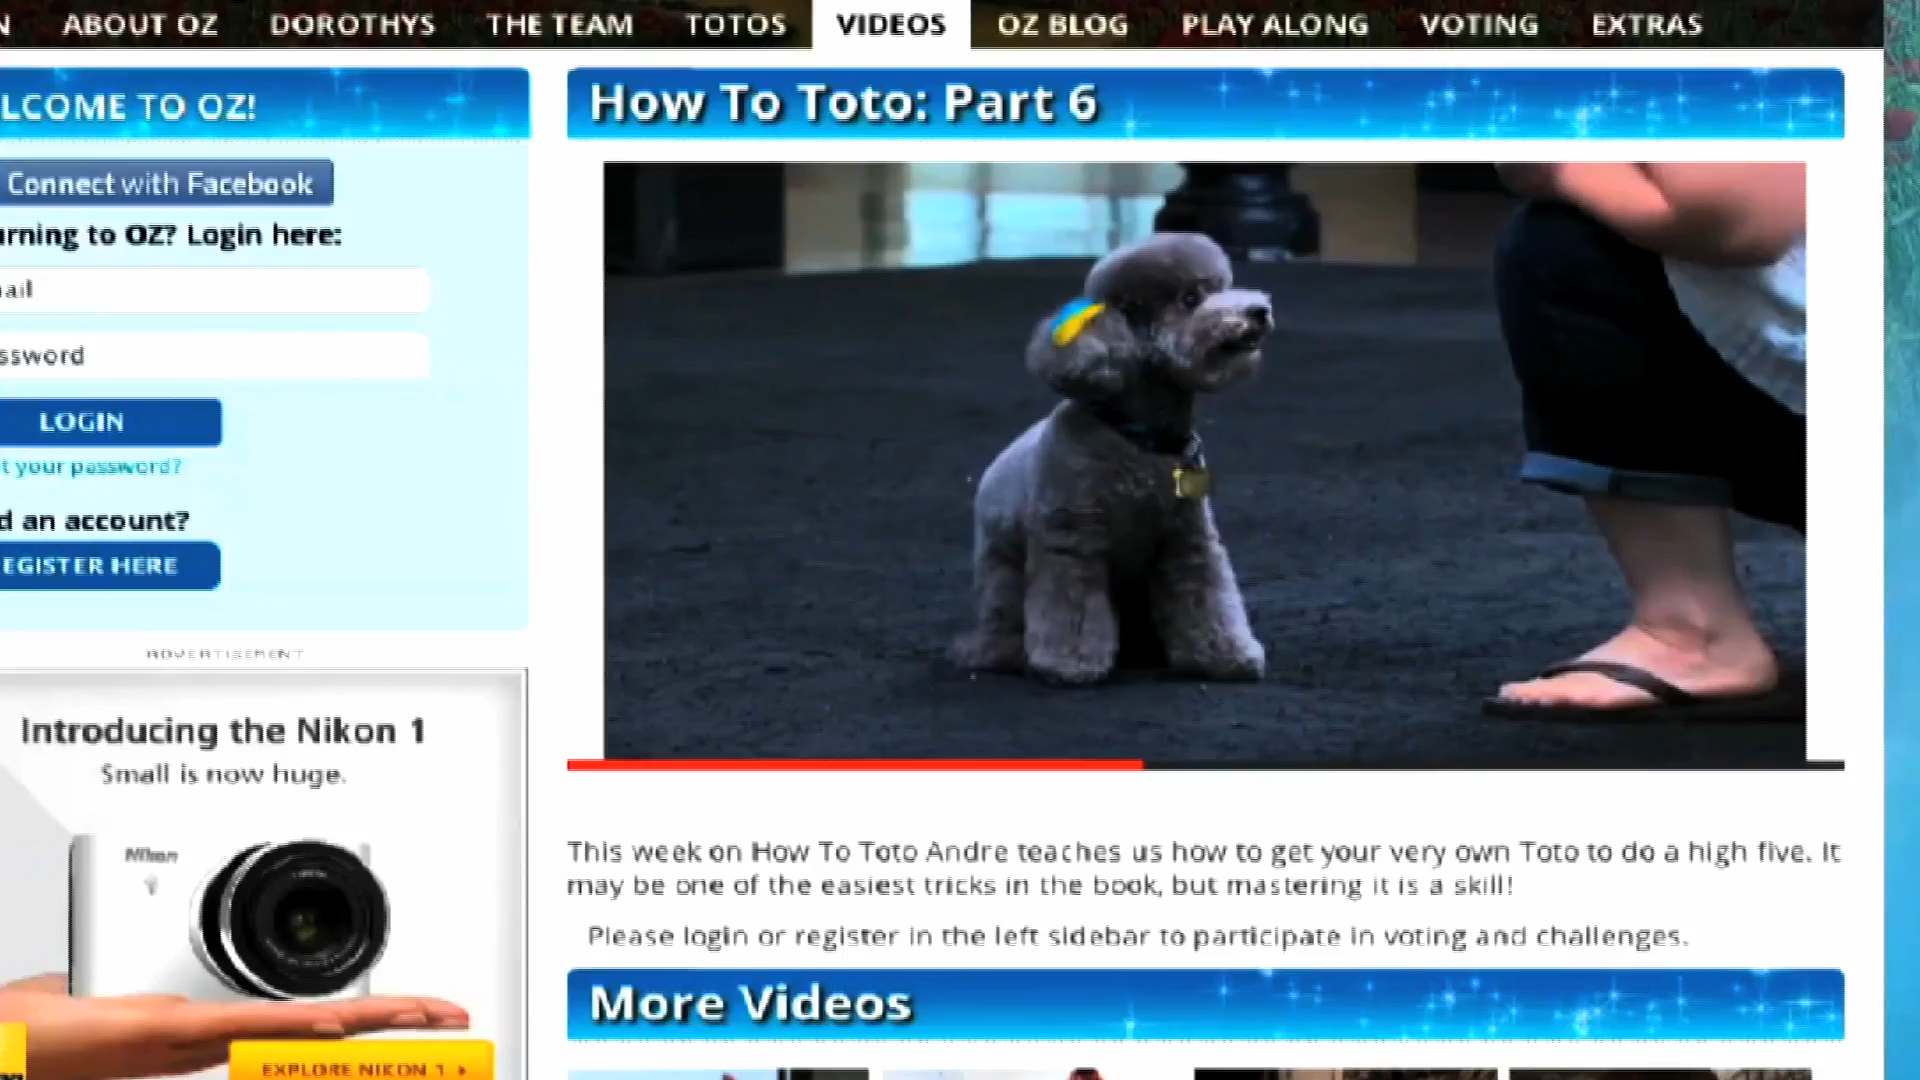 ABOUT OZ DOROTHYS THE TEAM TOTOS VIDEOS OZ BLOG PLAY ALONG VOTING EXTRAS
LCOME TO OZ!
Connect with Facebook
urning to OZ? Login here:
ail
ssword
LOGIN
t your password?
d an account?
EGISTER HERE
ADVERTISEMENT
Introducing the Nikon 1
Small is now huge.
Nikon
1
EXPLORE NIKON 1
How To Toto: Part 6
This week on How To Toto Andre teaches us how to get your very own Toto to do a high five. It
may be one of the easiest tricks in the book, but mastering it is a skill!
Please login or register in the left sidebar to participate in voting and challenges.
More Videos